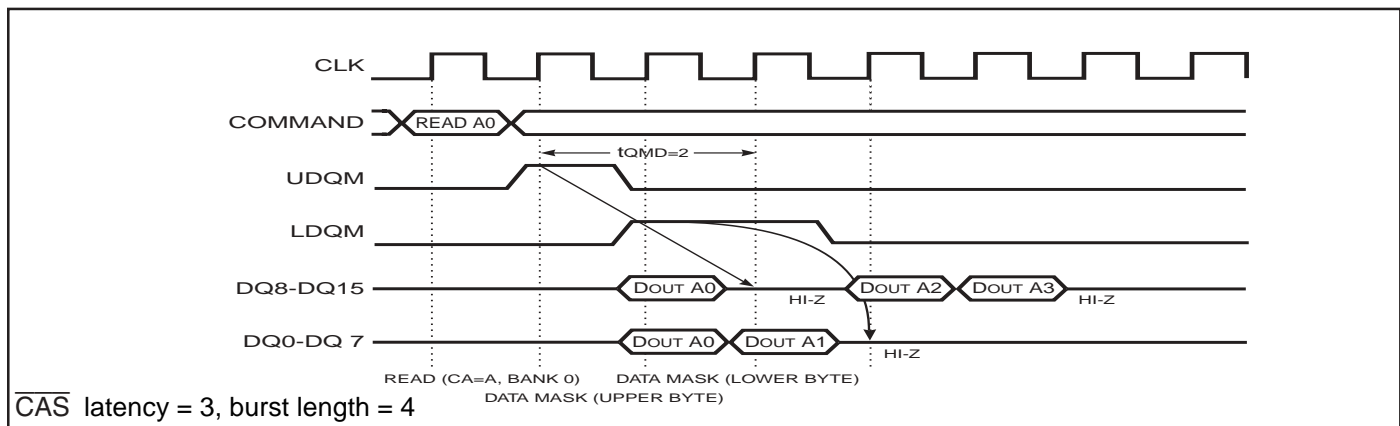 CLK
COMMAND
READ A0
tQMD=2
UDQM
LDQM
DQ8-DQ15
DOUT A0
HI-Z
DOUT A2
DOUT A3
HI-Z
DQ0-DQ 7
DOUT A0
DOUT A1
HI-Z
READ (CA=A, BANK 0)
DATA MASK (LOWER BYTE)
DATA MASK (UPPER BYTE)
CAS latency = 3, burst length = 4